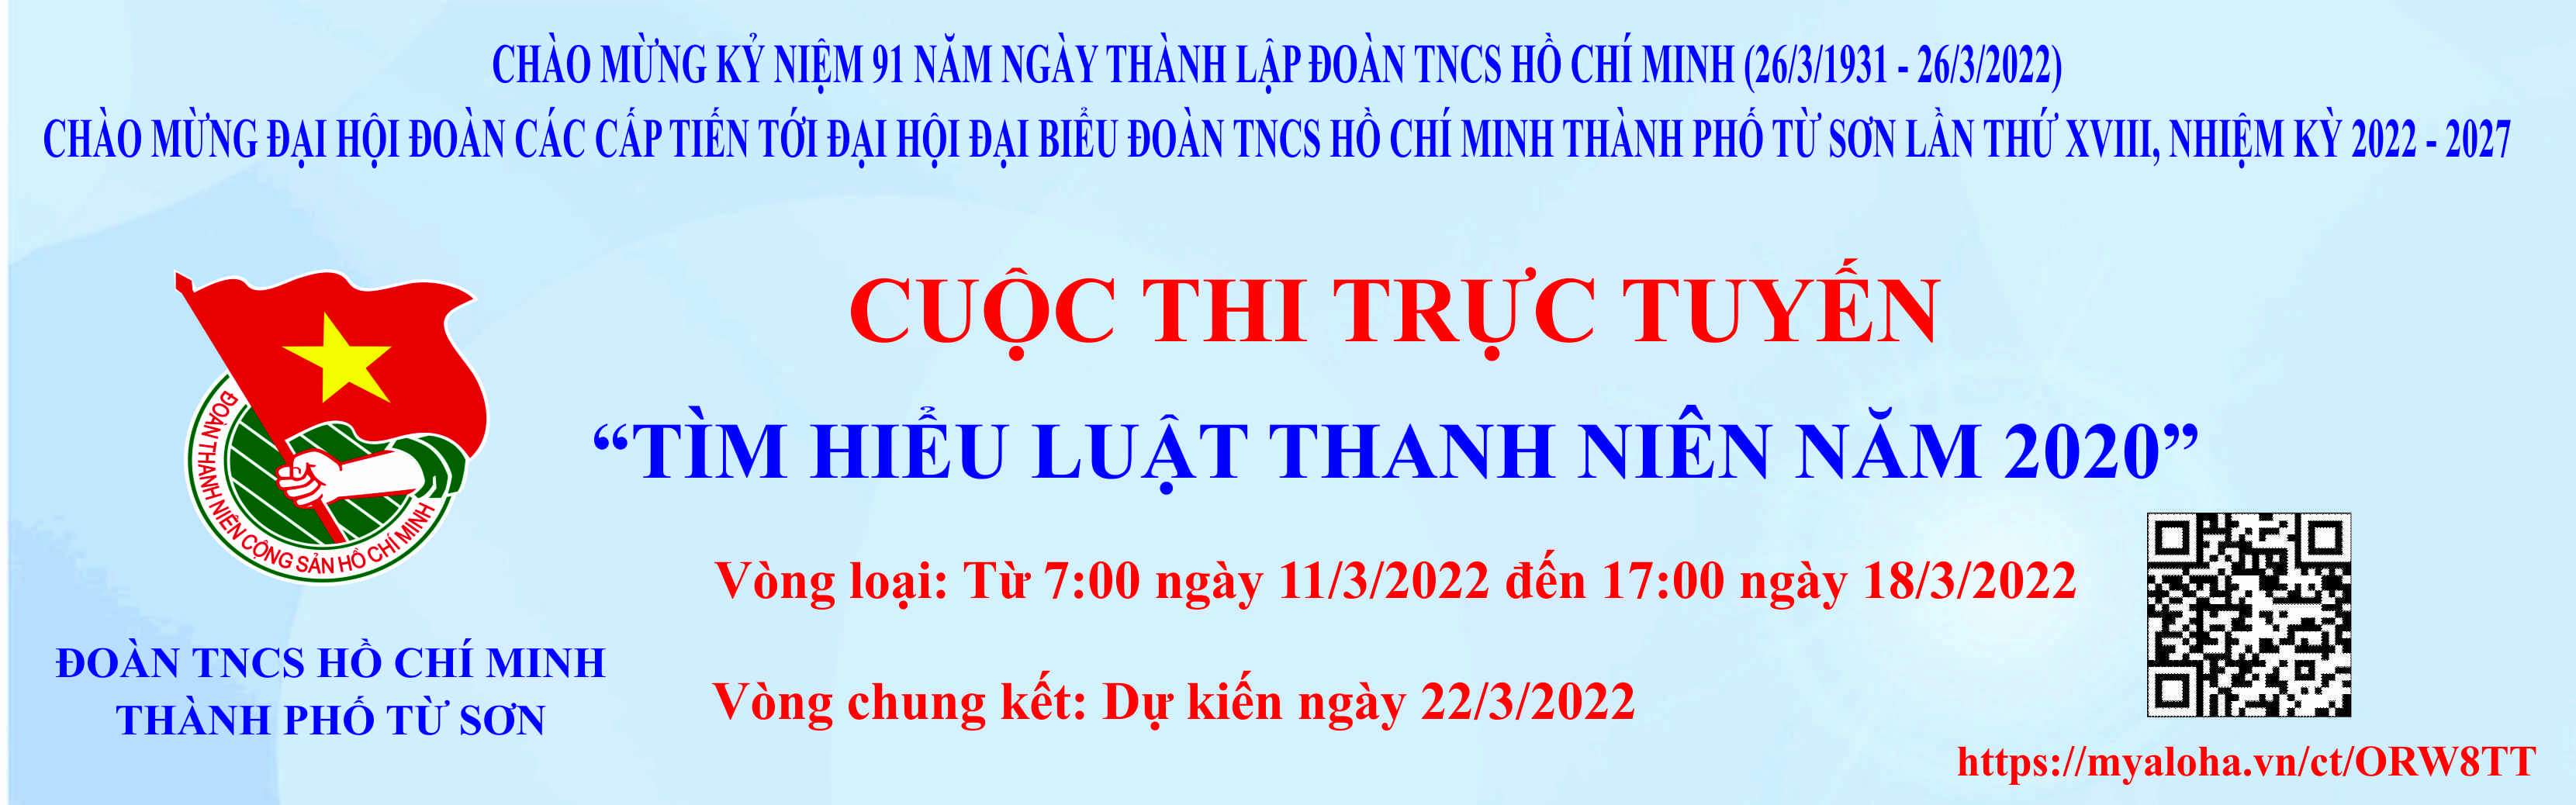 CHÀO MỪNG KỶ NIỆM 91 NĂM NGÀY THÀNH LẬP ĐOÀN TNCS HỒ CHÍ MINH (26/3/1931 - 26/3/2022)
CHÀO MỪNG ĐẠI HỘI ĐOÀN CÁC CẤP TIẾN TỚI ĐẠI HỘI ĐẠI BIỂU ĐOÀN TNCS HỒ CHÍ MINH THÀNH PHỐ TỪ SƠN LẦN THỨ XVIII, NHIỆM KỲ 2022 - 2027
CUỘC THI TRỰC TUYẾN
“TÌM HIỂU LUẬT THANH NIÊN NĂM 2020”
ĐOÀN THANH NIÊN CỘNG SẢN HỒ CHÍ MINH
Vòng loại: Từ 7:00 ngày 11/3/2022 đến 17:00 ngày 18/3/2022
ĐOÀN TNCS HỒ CHÍ MINH
THÀNH PHỐ TỪ SƠN
Vòng chung kết: Dự kiến ngày 22/3/2022
https://myaloha.vn/ct/ORW8TT